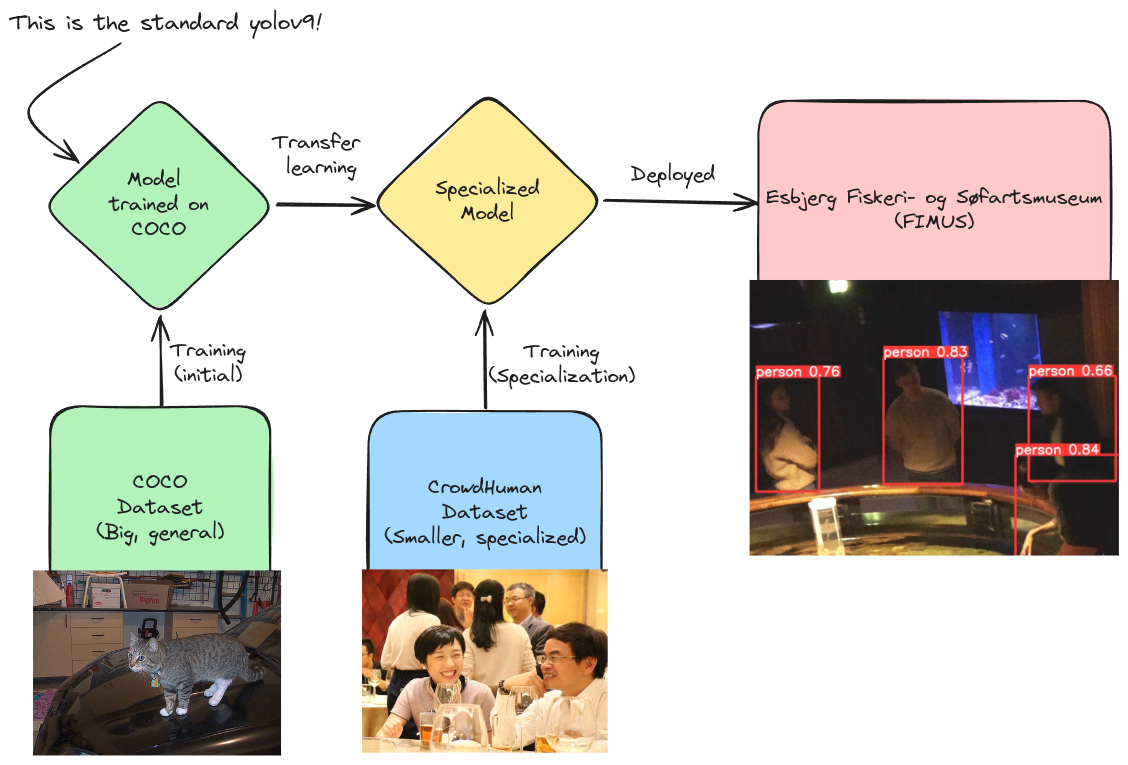 This is the standard yolov9!
Model
trained on
COCO
Transfer
learning
Specialized
Model
Deployed
Esbjerg Fiskeri- og Søfartsmuseum
(FIMUS)
Training
(initial)
Training
(Specialization)
COCO
Dataset
(Big, general)
CrowdHuman
Dataset
(Smaller, specialized)
person 0.76
person 0.83
person 0.66
person 0.84